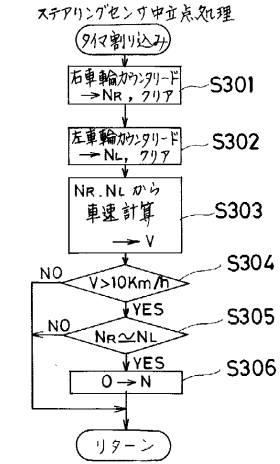 ステアリングセンサ中立点処理
タイマ割り込み
右車輪カウンタリード
→NR, クリア
S301
左車輪カウンタリード
→NL, クリア
S302
NR.NLから
車速計算
→V
S303
V>10Km/h
S304
NO
YES
NR≃NL
S305
NO
YES
O→N
S306
リターン